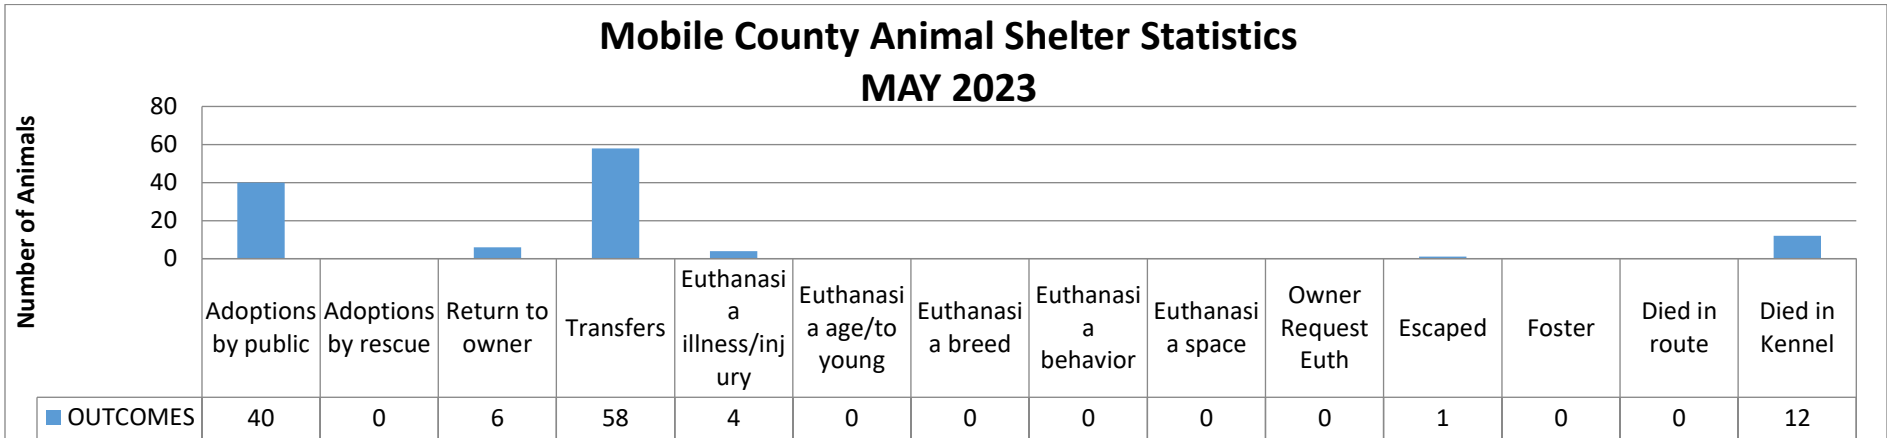 Mobile County Animal Shelter Statistics
MAY 2023
Number of Animals
80
60
40
20
0
Adoptions
by public
Adoptions
by rescue
Return to
owner
Transfers
Euthanasi
a
illness/inj
ury
Euthanasi
a age/to
young
Euthanasi
a breed
Euthanasi
a
behavior
Euthanasi
a space
Owner
Request
Euth
Escaped
Foster
Died in
route
Died in
Kennel
OUTCOMES 40 0 6 58 4 0 0 0 0 0 1 0 0 12